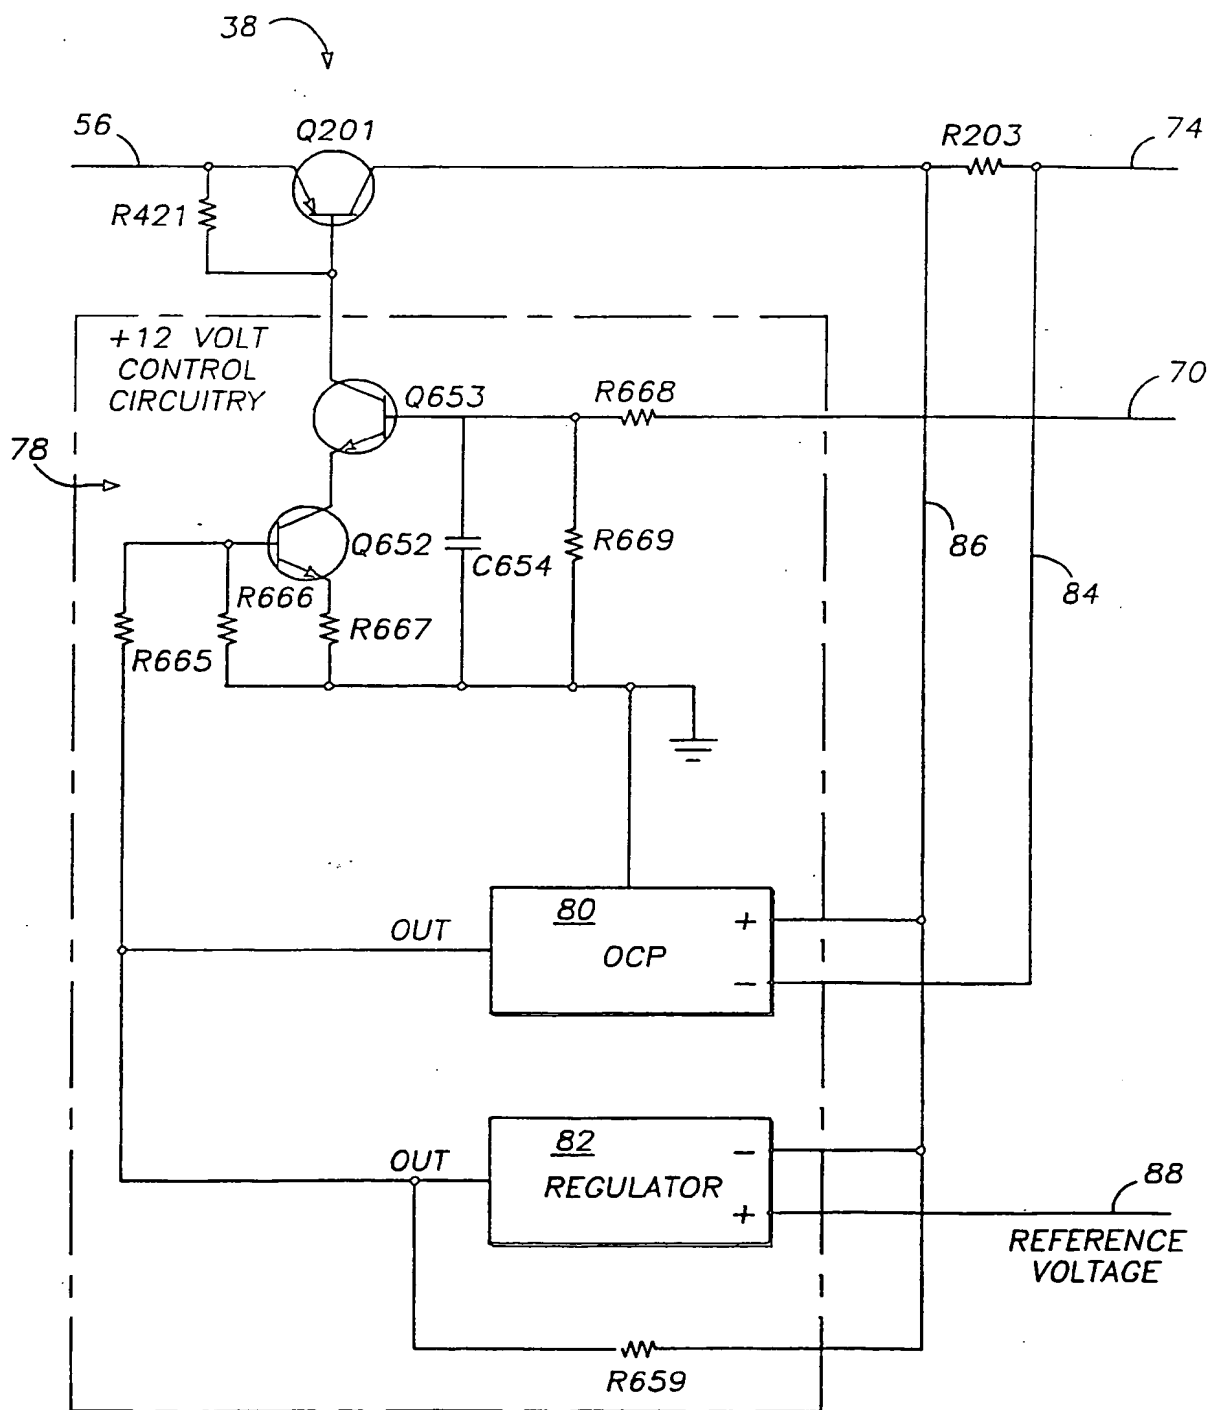 38
56
Q201
R203
74
R421
+12 VOLT
CONTROL
CIRCUITRY
Q653
R668
70
78
Q652
C654
R669
86
84
R666
R667
R665
80
OCP
+
−
OUT
82
REGULATOR
−
+
OUT
88
REFERENCE
VOLTAGE
R659